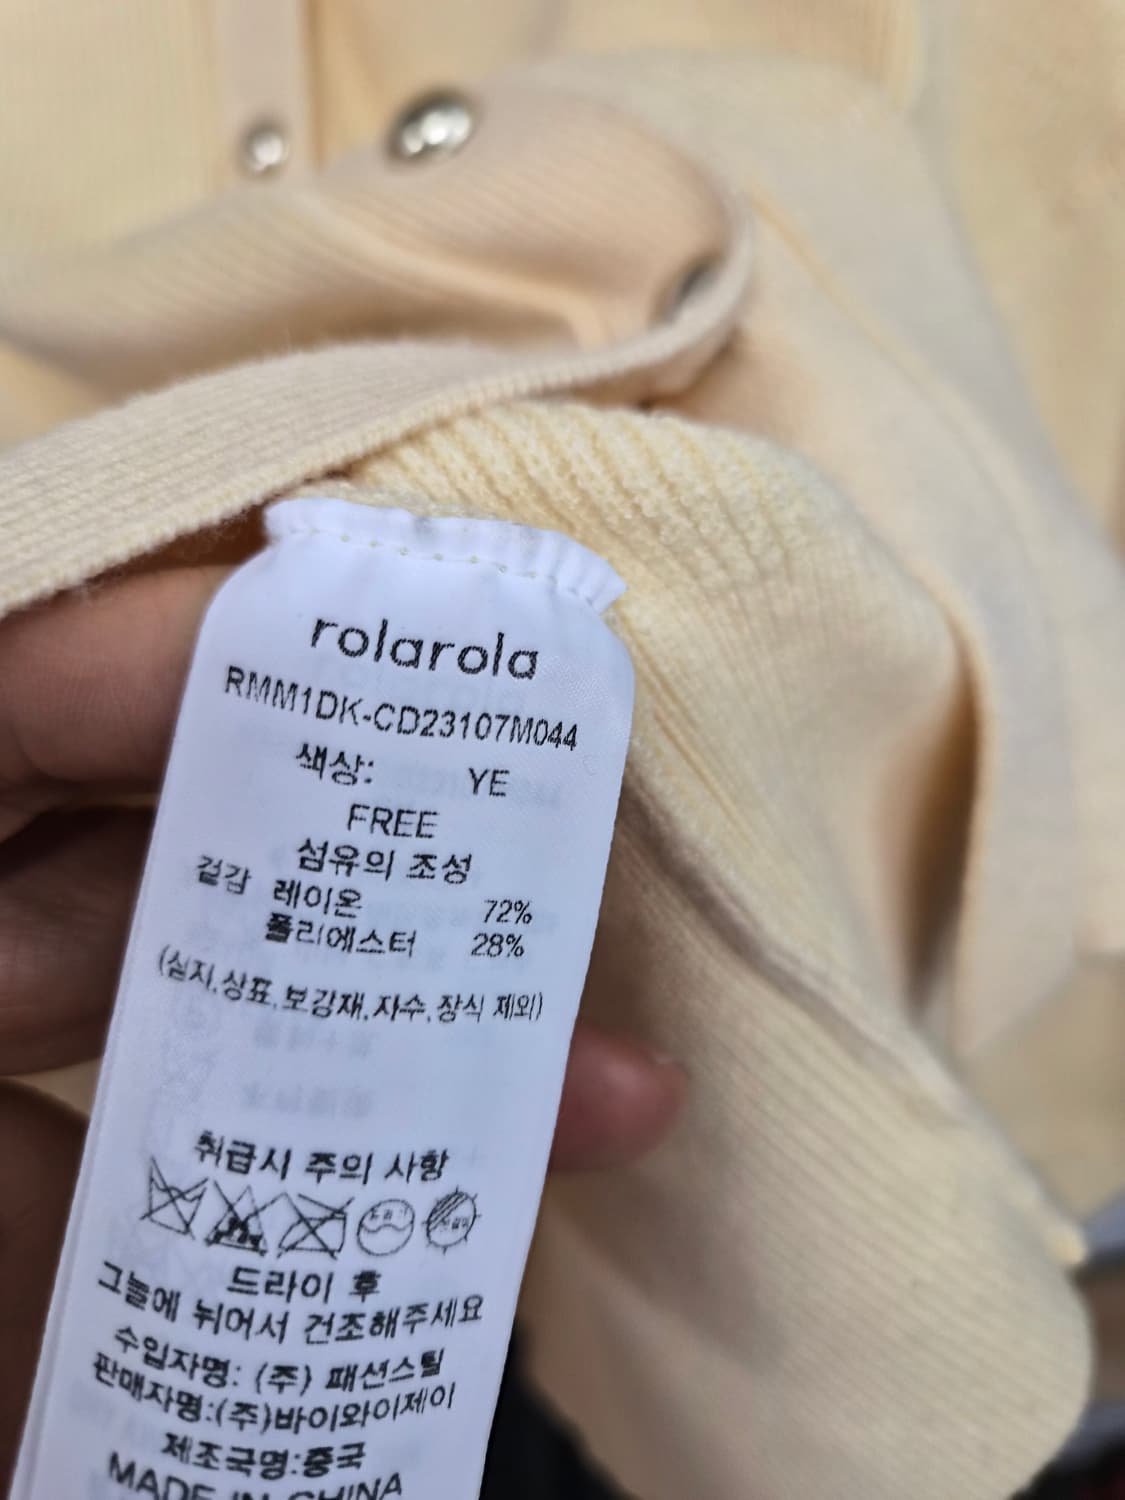 rolarola
RMM1DK-CD23107M044
색상: YE
FREE
섬유의 조성
겉감 레이온 72%
폴리에스터 28%
(심지,상표,보강재,자수,장식 제외)
취급시 주의 사항
드라이 후
그늘에 뉘어서 건조해주세요
수입자명: (주) 패션스틸
판매자명:(주)바이와이제이
제조국명:중국
MADE IN CHINA